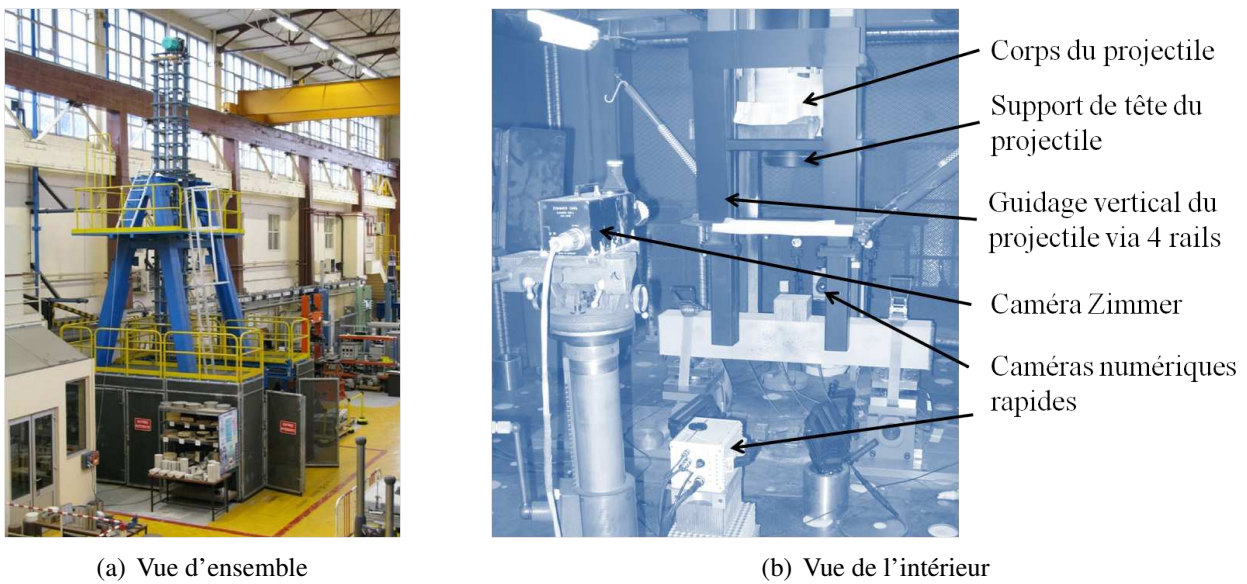 Corps du projectile
Support de tête du
projectile
Guidage vertical du
projectile via 4 rails
Caméra Zimmer
Caméras numériques
rapides
(a) Vue d'ensemble
(b) Vue de l'intérieur